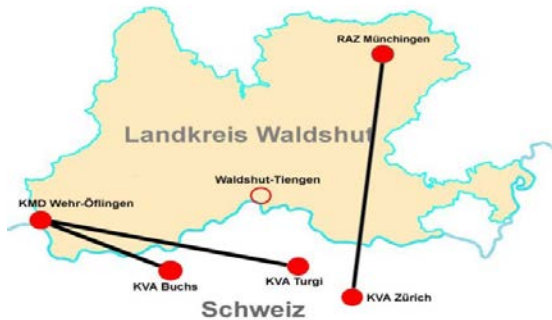 RAZ Münchingen
Landkreis Waldshut
Waldshut-Tiengen
KMD Wehr-Öflingen
KVA Turgi
KVA Buchs
KVA Zürich
Schweiz